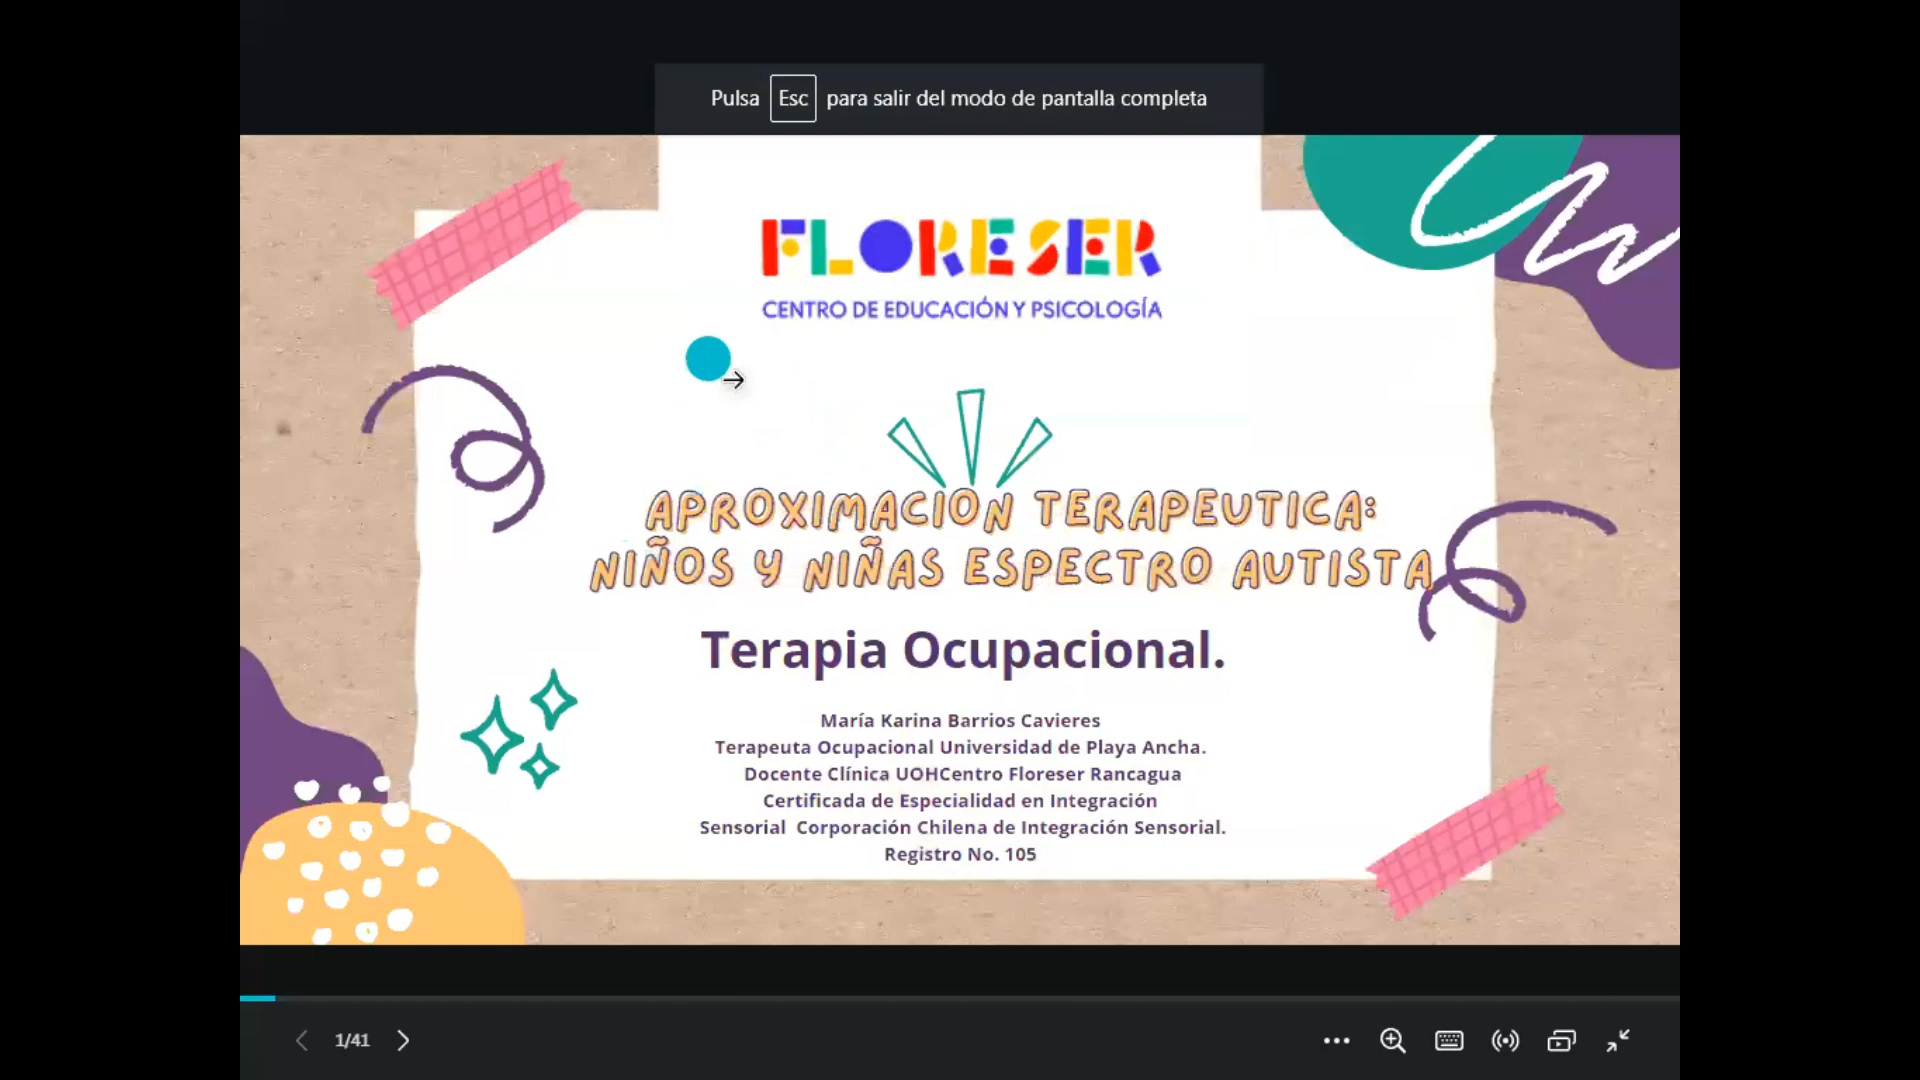 Pulsa Esc para salir del modo de pantalla completa
FLORESER
CENTRO DE EDUCACIÓN Y PSICOLOGÍA
APROXIMACION TERAPEUTICA:
NIÑOS Y NIÑAS ESPECTRO AUTISTA
Terapia Ocupacional.
María Karina Barrios Cavieres
Terapeuta Ocupacional Universidad de Playa Ancha.
Docente Clínica UOHCentro Floreser Rancagua
Certificada de Especialidad en Integración
Sensorial Corporación Chilena de Integración Sensorial.
Registro No. 105
1/41